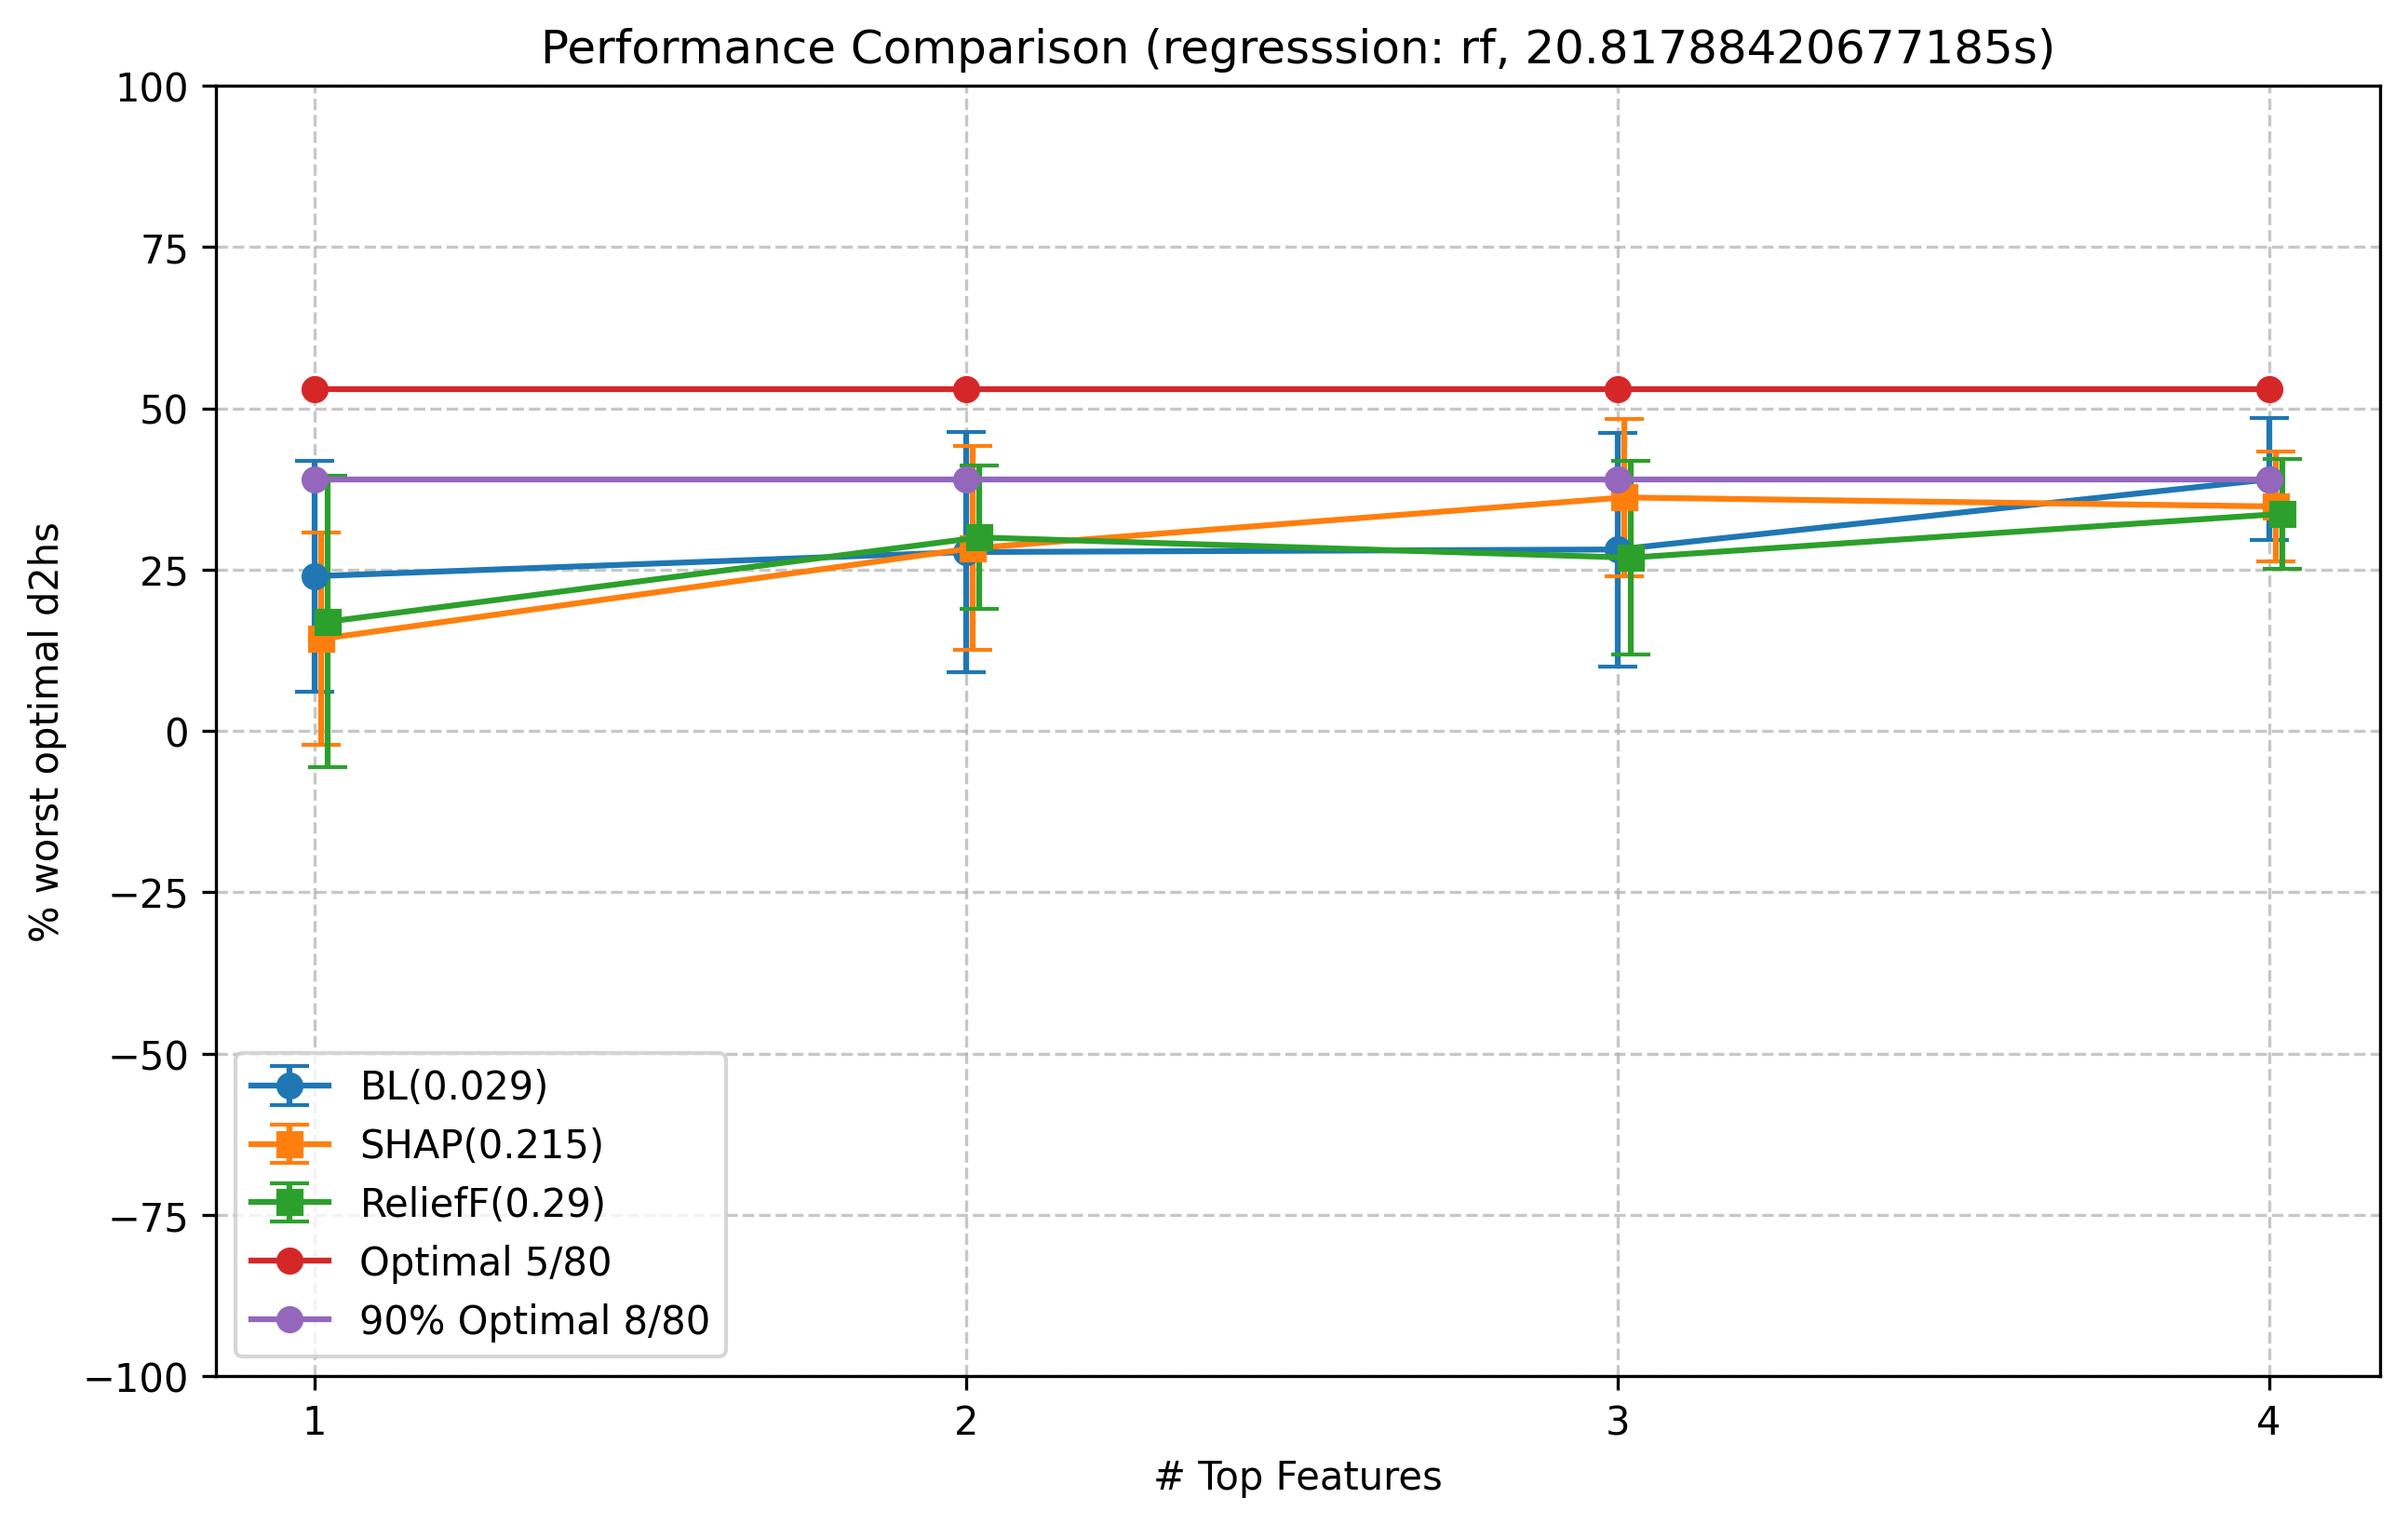 Performance Comparison (regresssion: rf, 20.81788420677185s)
100
75
50
25
0
−25
−50
−75
−100
% worst optimal d2hs
BL(0.029)
SHAP(0.215)
ReliefF(0.29)
Optimal 5/80
90% Optimal 8/80
1 2 3 4
# Top Features